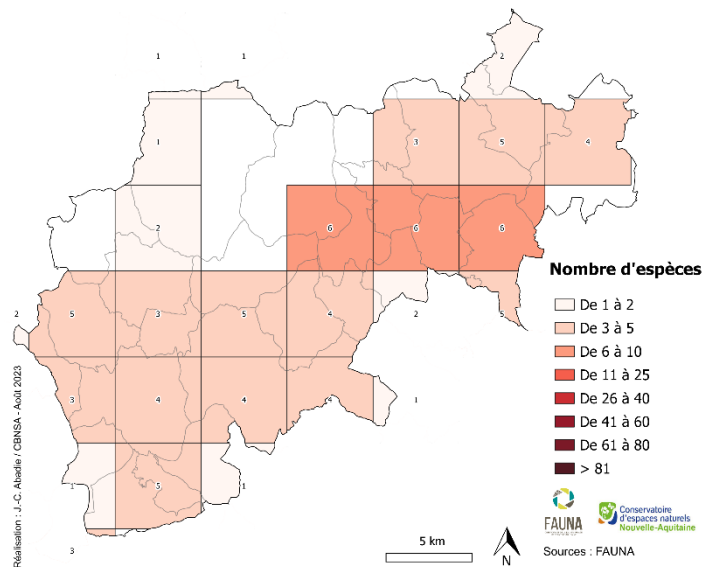 1 1
2
1 3 5 4
2 6 6 6
Nombre d'espèces
De 1 à 2
De 3 à 5
De 6 à 10
De 11 à 25
De 26 à 40
De 41 à 60
De 61 à 80
> 81
2 5 3 5 4 2 5
3 4 4 4 1
1 5 1
3
Réalisation : J.-C. Abadie / CBNSA - Août 2023
5 km
N
FAUNA
Conservatoire
d'espaces naturels
Nouvelle-Aquitaine
Sources : FAUNA